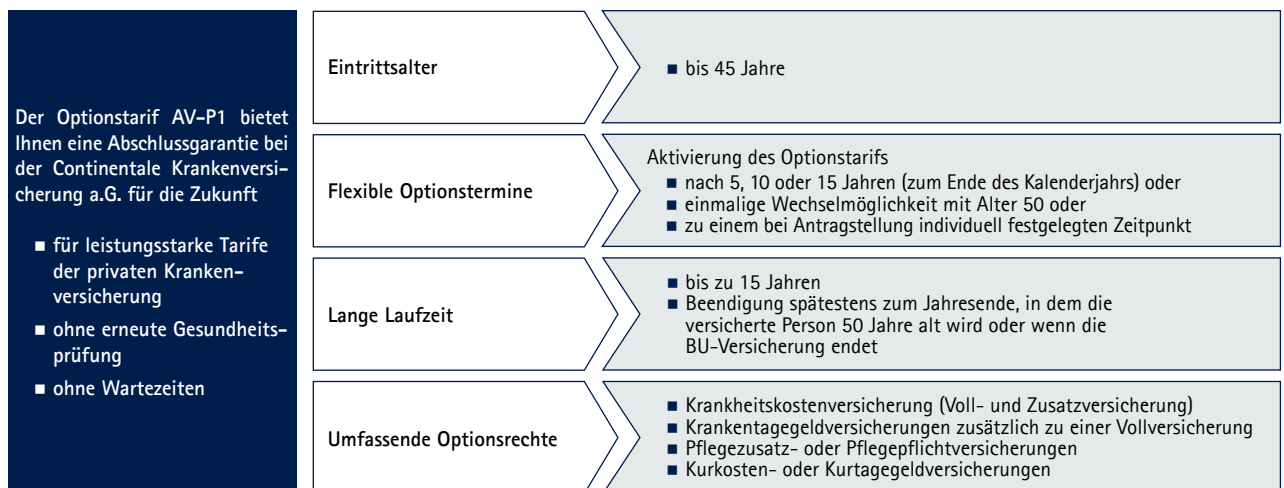 Der Optionstarif AV-P1 bietet
Ihnen eine Abschlussgarantie bei
der Continentale Krankenversi-
cherung a.G. für die Zukunft
■ für leistungsstarke Tarife
der privaten Kranken-
versicherung
■ ohne erneute Gesundheits-
prüfung
■ ohne Wartezeiten
Eintrittsalter
■ bis 45 Jahre
Flexible Optionstermine
Aktivierung des Optionstarifs
■ nach 5, 10 oder 15 Jahren (zum Ende des Kalenderjahrs) oder
■ einmalige Wechselmöglichkeit mit Alter 50 oder
■ zu einem bei Antragstellung individuell festgelegten Zeitpunkt
Lange Laufzeit
■ bis zu 15 Jahren
■ Beendigung spätestens zum Jahresende, in dem die
versicherte Person 50 Jahre alt wird oder wenn die
BU-Versicherung endet
Umfassende Optionsrechte
■ Krankheitskostenversicherung (Voll- und Zusatzversicherung)
■ Krankentagegeldversicherungen zusätzlich zu einer Vollversicherung
■ Pflegezusatz- oder Pflegepflichtversicherungen
■ Kurkosten- oder Kurtagegeldversicherungen